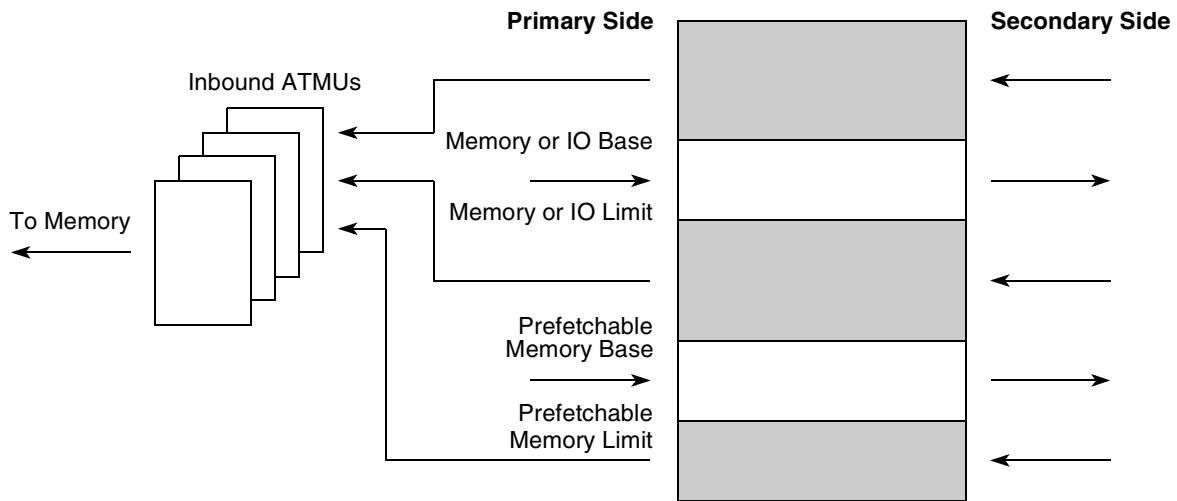 Primary Side
Secondary Side
Inbound ATMUs
Memory or IO Base
Memory or IO Limit
To Memory
Prefetchable
Memory Base
Prefetchable
Memory Limit